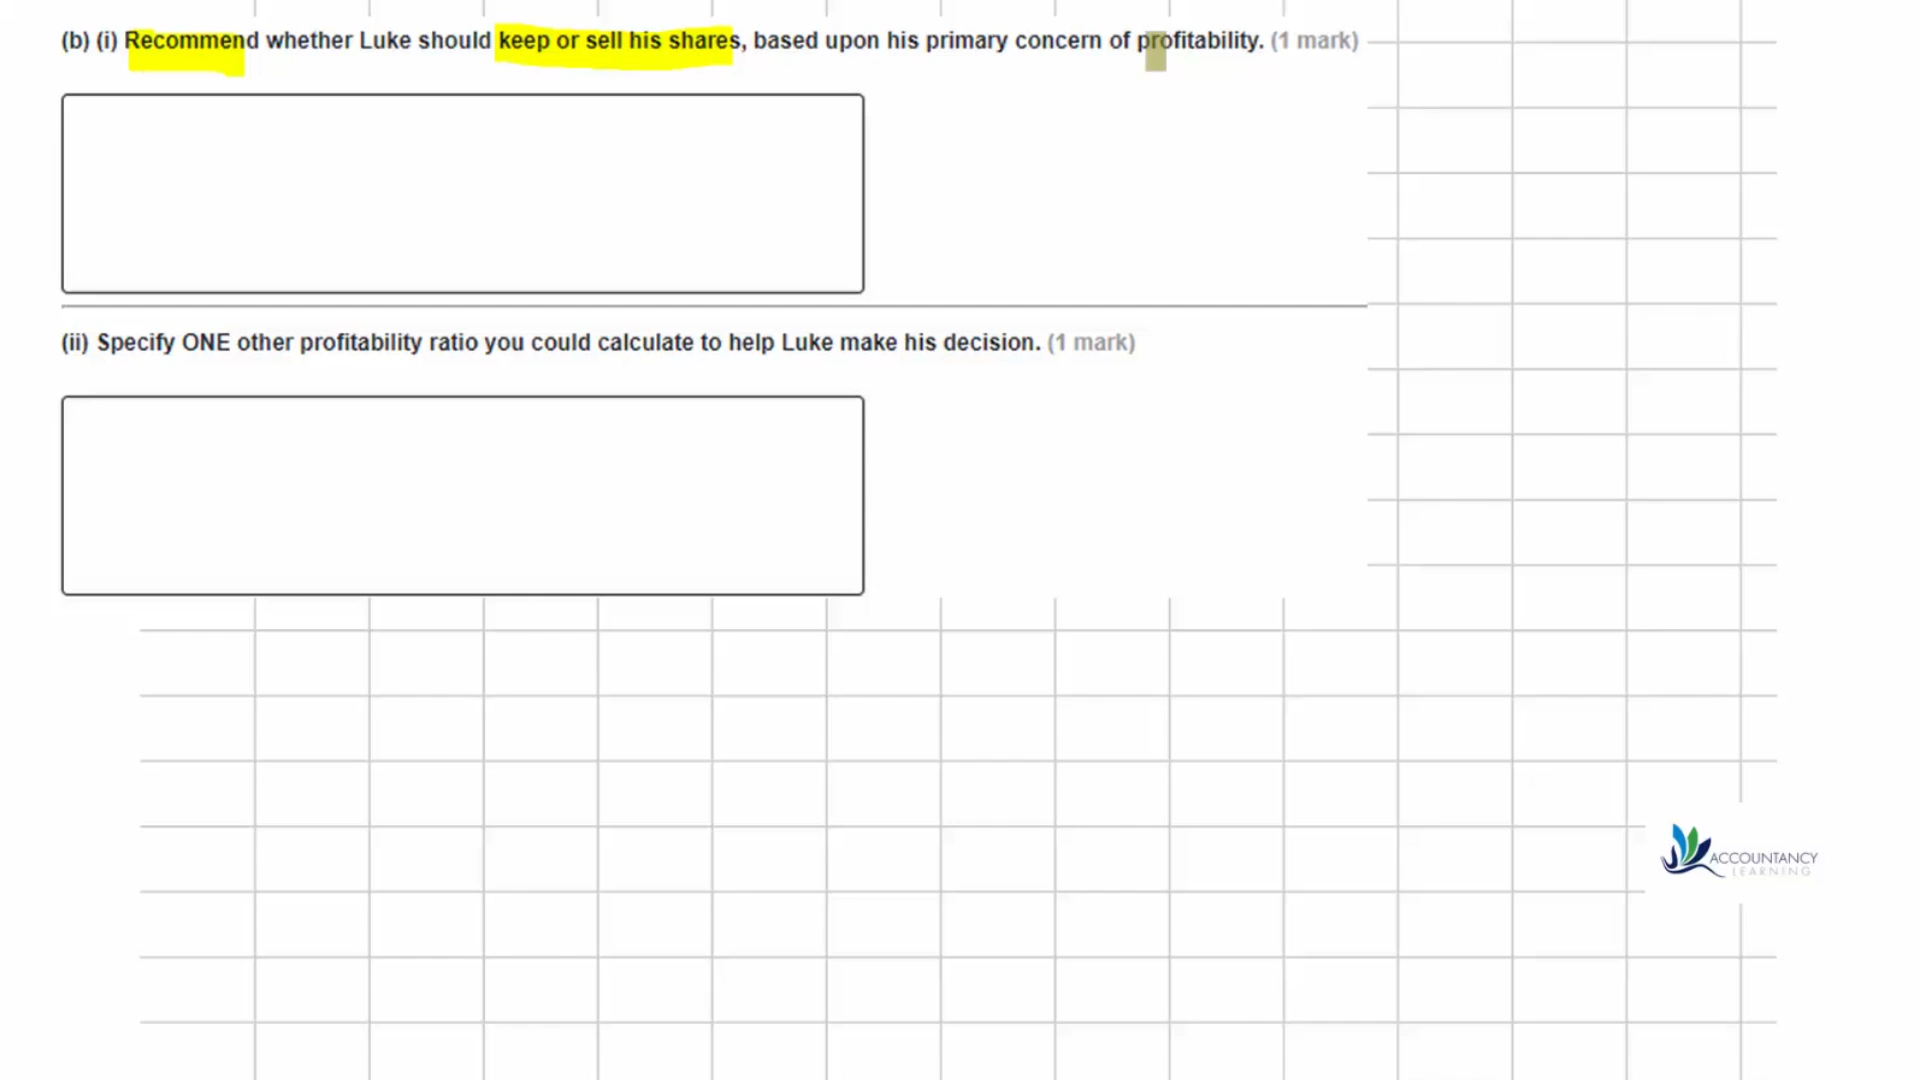 (b) (i) Recommend whether Luke should keep or sell his shares, based upon his primary concern of profitability. (1 mark)
(ii) Specify ONE other profitability ratio you could calculate to help Luke make his decision. (1 mark)
ACCOUNTANCY
LEARNING